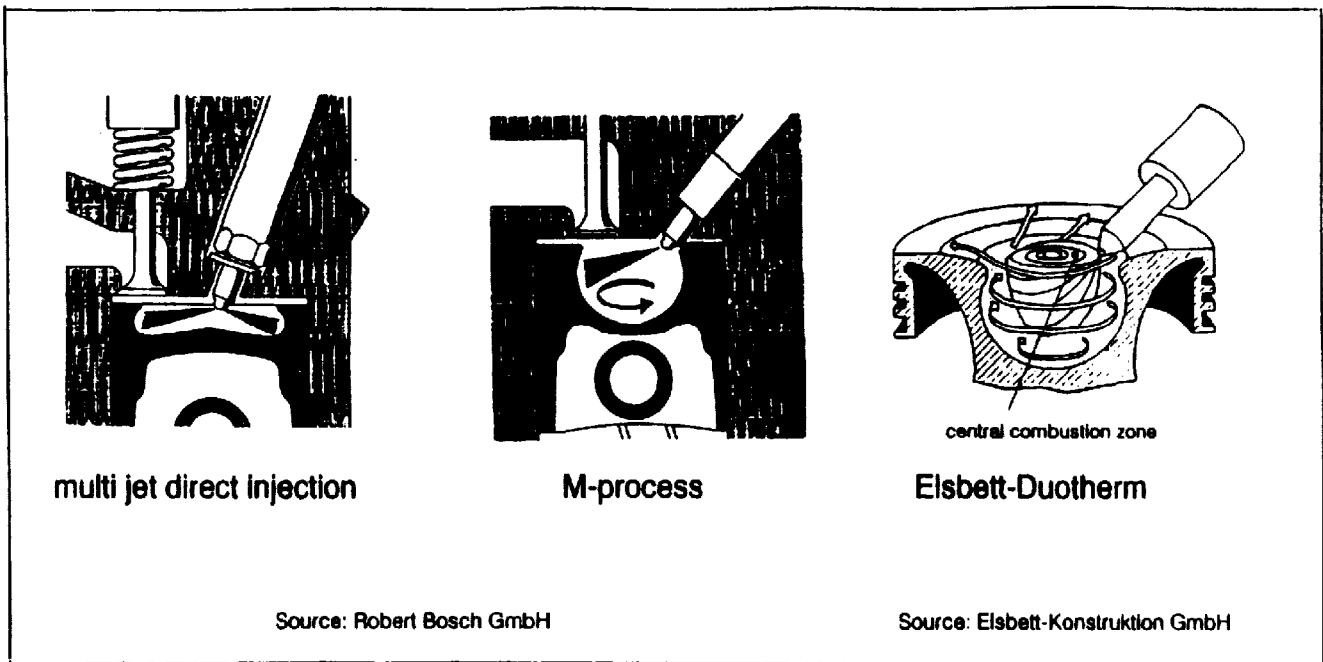 central combustion zone
multi jet direct injection
M-process
Elsbett-Duotherm
Source: Robert Bosch GmbH
Source: Elsbett-Konstruktion GmbH